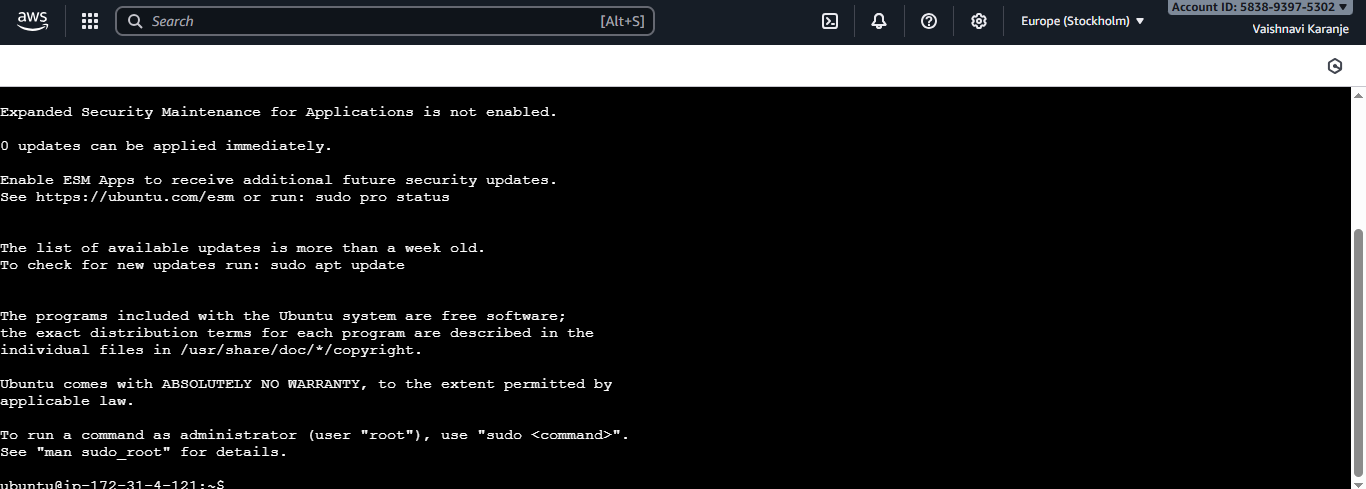 aws
Search
[Alt+S]
Europe (Stockholm)
Account ID: 5838-9397-5302
Vaishnavi Karanje
Expanded Security Maintenance for Applications is not enabled.
0 updates can be applied immediately.
Enable ESM Apps to receive additional future security updates.
See https://ubuntu.com/esm or run: sudo pro status
The list of available updates is more than a week old.
To check for new updates run: sudo apt update
The programs included with the Ubuntu system are free software;
the exact distribution terms for each program are described in the
individual files in /usr/share/doc/*/copyright.
Ubuntu comes with ABSOLUTELY NO WARRANTY, to the extent permitted by
applicable law.
To run a command as administrator (user "root"), use "sudo <command>".
See "man sudo_root" for details.
ubuntu@ip-172-31-4-121:~$